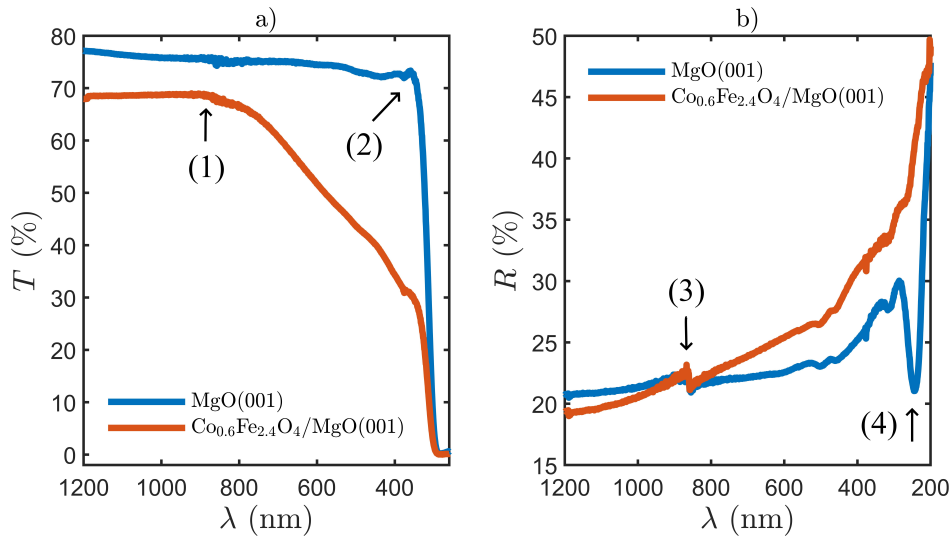 a)
80
70
60
50
40
30
20
10
0
T (%)
(1)
(2)
MgO(001)
Co0.6Fe2.4O4/MgO(001)
1200 1000 800 600 400
λ (nm)
b)
50
45
40
35
30
25
20
15
R (%)
MgO(001)
Co0.6Fe2.4O4/MgO(001)
(3)
(4)
1200 1000 800 600 400 200
λ (nm)